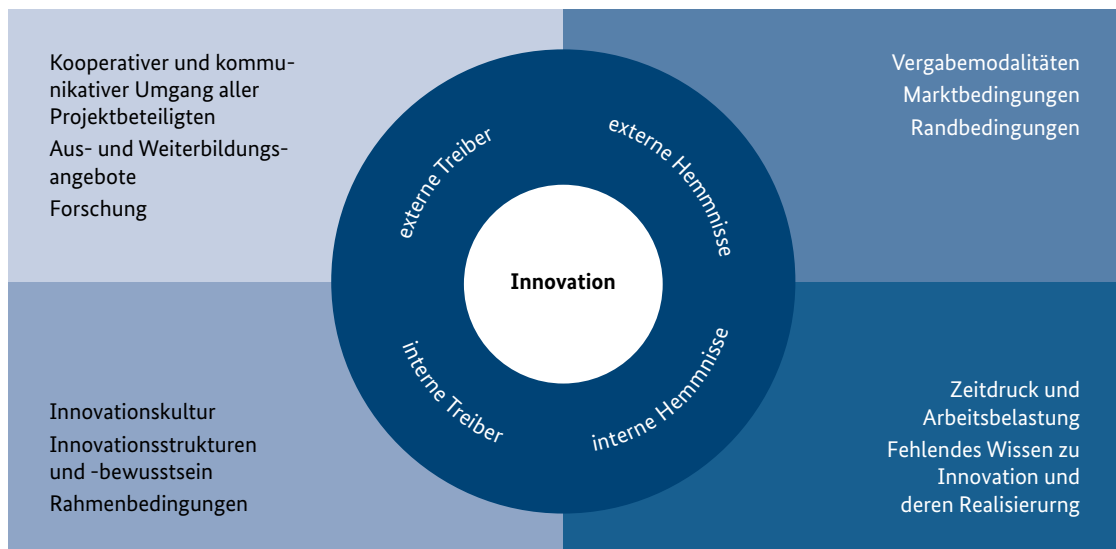 Kooperativer und kommu-
nikativer Umgang aller
Projektbeteiligten
Aus- und Weiterbildungs-
angebote
Forschung
Vergabemodalitäten
Marktbedingungen
Randbedingungen
externe Treiber
externe Hemmnisse
Innovation
interne Treiber
interne Hemmnisse
Innovationskultur
Innovationsstrukturen
und -bewusstsein
Rahmenbedingungen
Zeitdruck und
Arbeitsbelastung
Fehlendes Wissen zu
Innovation und
deren Realisierurng